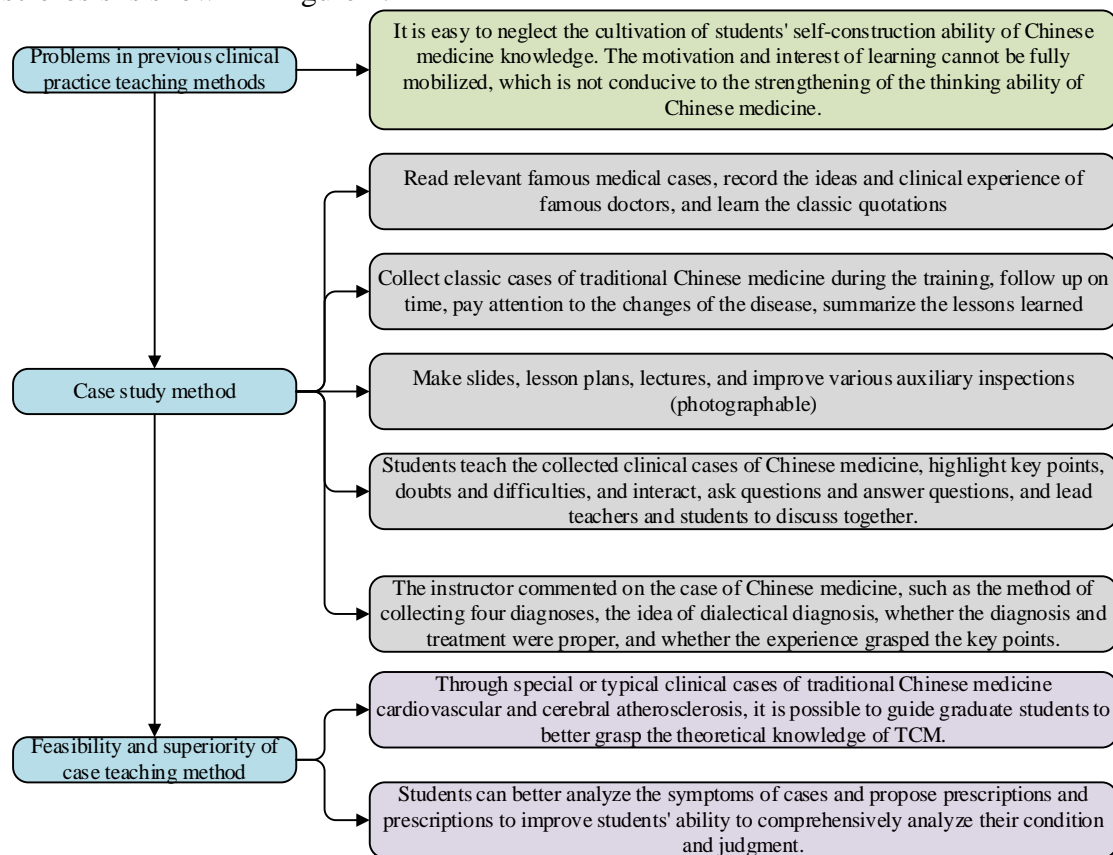 Problems in previous clinical
practice teaching methods
It is easy to neglect the cultivation of students' self-construction ability of Chinese
medicine knowledge. The motivation and interest of learning cannot be fully
mobilized, which is not conducive to the strengthening of the thinking ability of
Chinese medicine.
Read relevant famous medical cases, record the ideas and clinical experience of
famous doctors, and learn the classic quotations
Collect classic cases of traditional Chinese medicine during the training, follow up on
time, pay attention to the changes of the disease, summarize the lessons learned
Case study method
Make slides, lesson plans, lectures, and improve various auxiliary inspections
(photographable)
Students teach the collected clinical cases of Chinese medicine, highlight key points,
doubts and difficulties, and interact, ask questions and answer questions, and lead
teachers and students to discuss together.
The instructor commented on the case of Chinese medicine, such as the method of
collecting four diagnoses, the idea of dialectical diagnosis, whether the diagnosis and
treatment were proper, and whether the experience grasped the key points.
Feasibility and superiority of
case teaching method
Through special or typical clinical cases of traditional Chinese medicine
cardiovascular and cerebral atherosclerosis, it is possible to guide graduate students to
better grasp the theoretical knowledge of TCM.
Students can better analyze the symptoms of cases and propose prescriptions and
prescriptions to improve students' ability to comprehensively analyze their condition
and judgment.